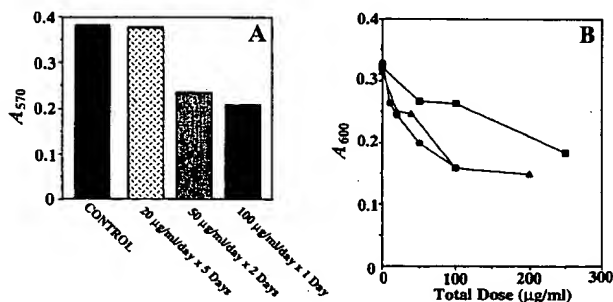 A
A570
0.4
0.3
0.2
0.1
0
CONTROL
20 µg/ml/day x 5 Days
50 µg/ml/day x 2 Days
100 µg/ml/day x 1 Day
B
A600
0.4
0.3
0.2
0.1
0.0
0
100
200
Total Dose (µg/ml)